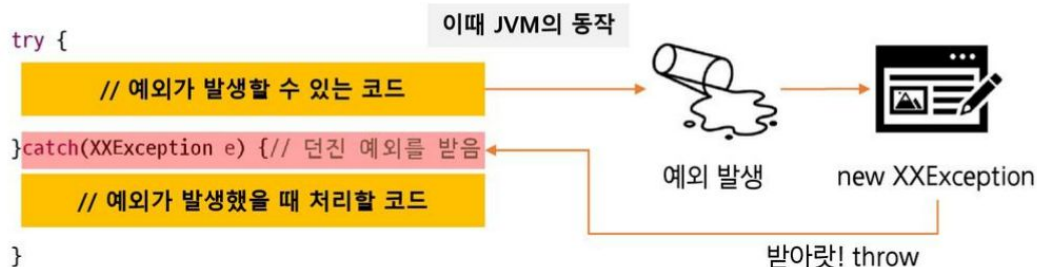 이때 JVM의 동작
try {
// 예외가 발생할 수 있는 코드
}catch(XXException e) {// 던진 예외를 받음
// 예외가 발생했을 때 처리할 코드
}
예외 발생
new XXException
받아랏! throw